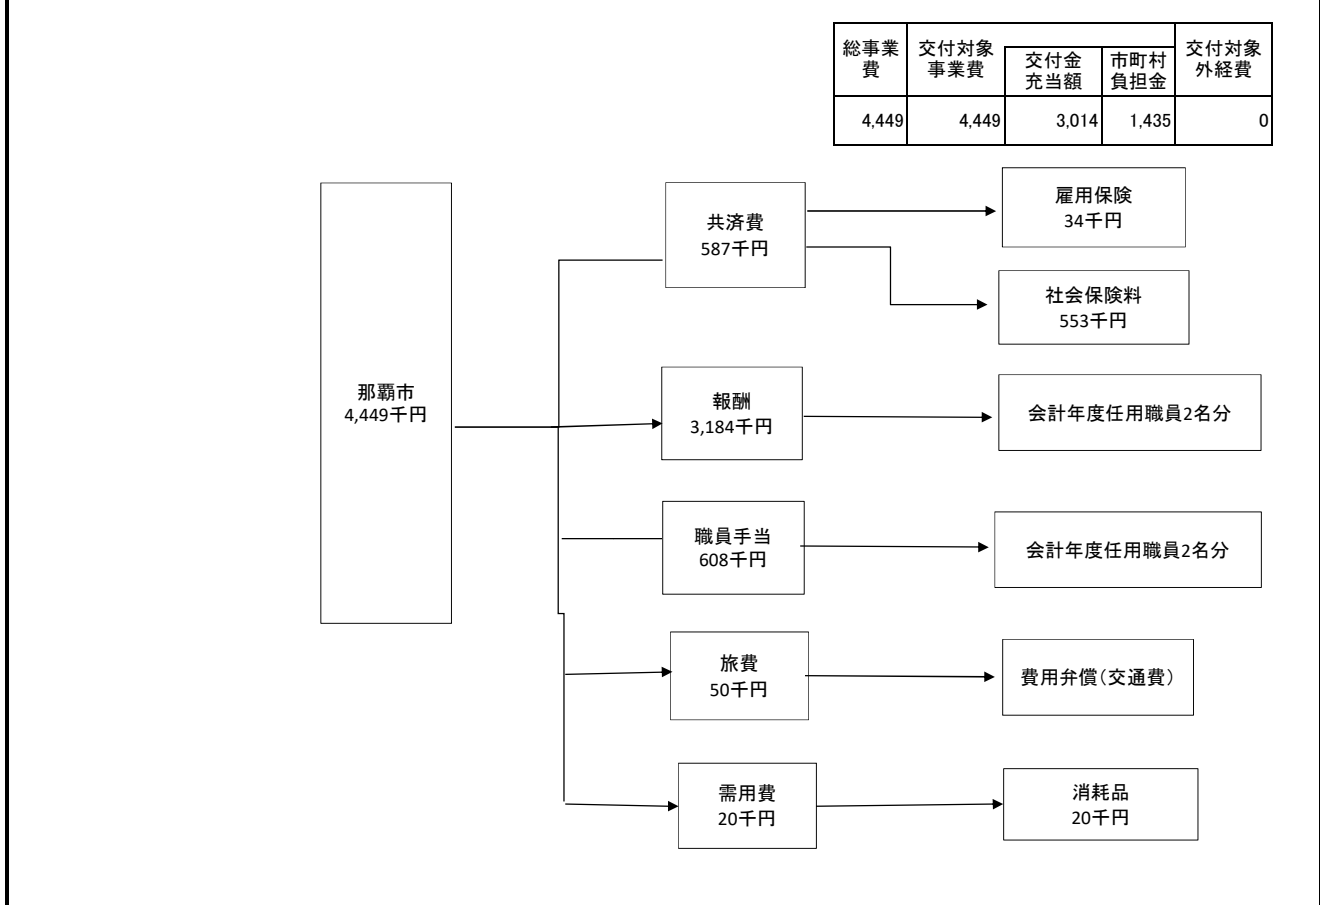 総事業
費
交付対象
事業費
交付金
充当額
市町村
負担金
交付対象
外経費
4,449
4,449
3,014
1,435
0
那覇市
4,449千円
共済費
587千円
雇用保険
34千円
社会保険料
553千円
報酬
3,184千円
会計年度任用職員2名分
職員手当
608千円
会計年度任用職員2名分
旅費
50千円
費用弁償(交通費)
需用費
20千円
消耗品
20千円